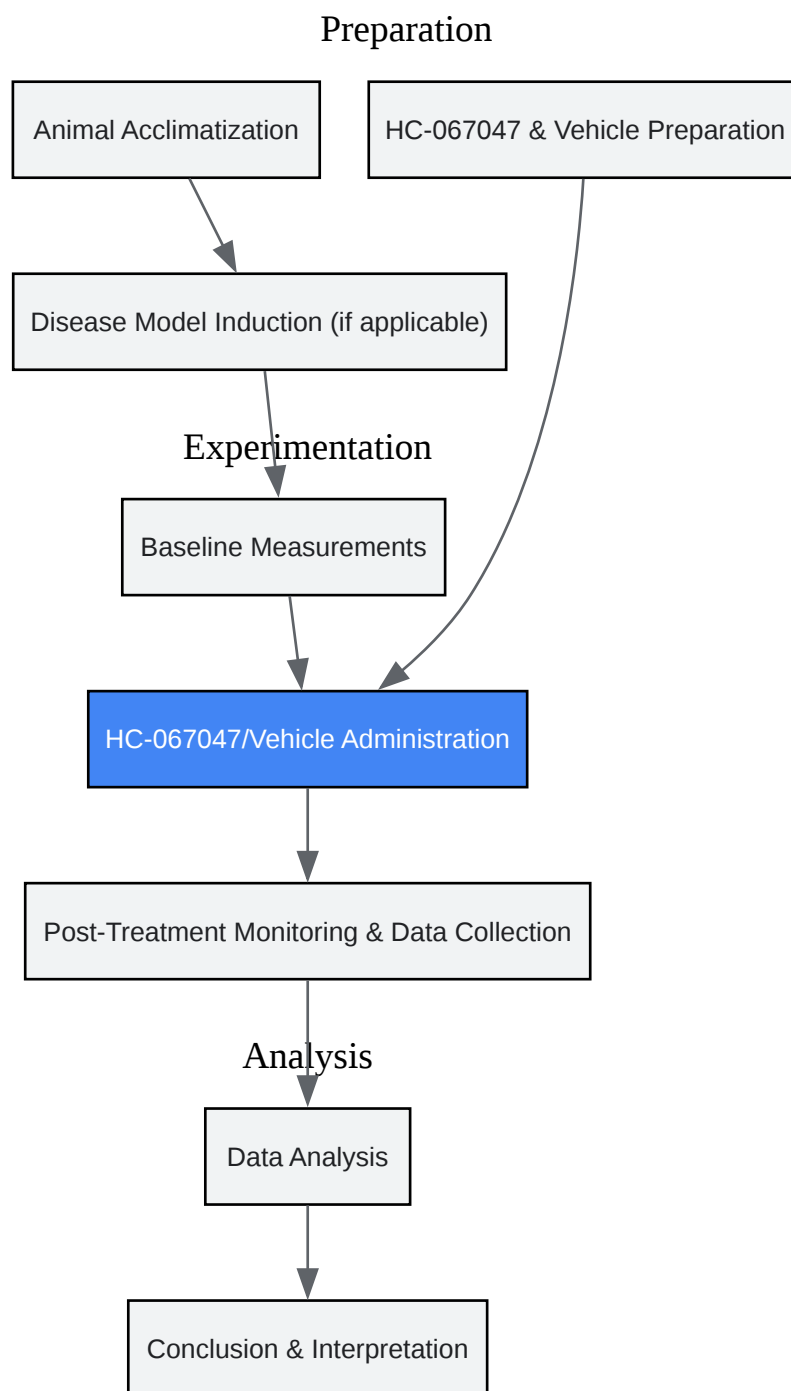 Preparation
Animal Acclimatization
HC-067047 & Vehicle Preparation
Disease Model Induction (if applicable)
Experimentation
Baseline Measurements
HC-067047/Vehicle Administration
Post-Treatment Monitoring & Data Collection
Analysis
Data Analysis
Conclusion & Interpretation